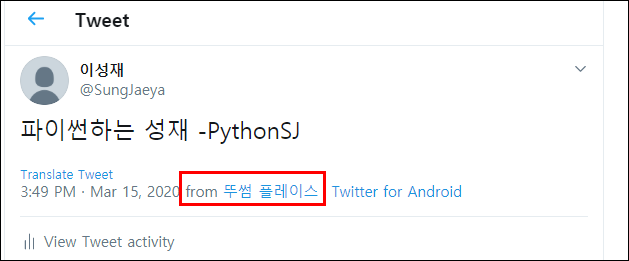 Tweet
이성재
@SungJaeya
파이썬하는 성재 -PythonSJ
Translate Tweet
3:49 PM · Mar 15, 2020 from 뚜썸 플레이스 Twitter for Android
View Tweet activity